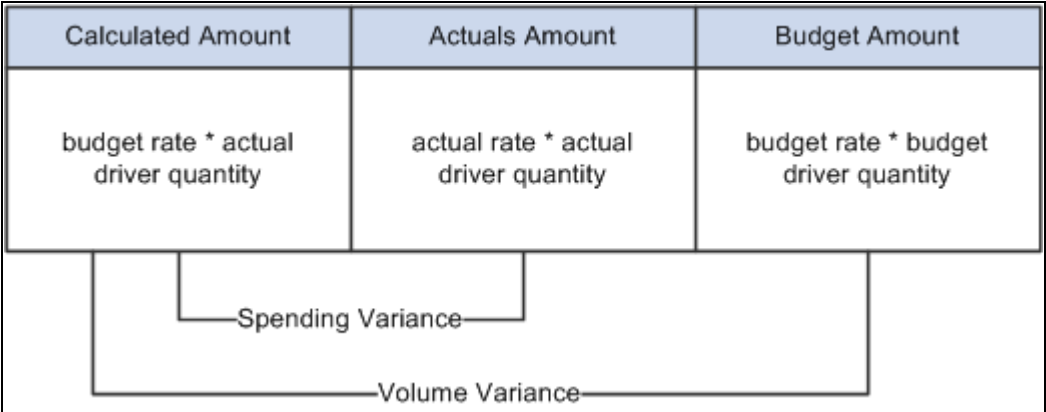 Calculated Amount
Actuals Amount
Budget Amount
budget rate * actual
driver quantity
actual rate * actual
driver quantity
budget rate * budget
driver quantity
Spending Variance
Volume Variance